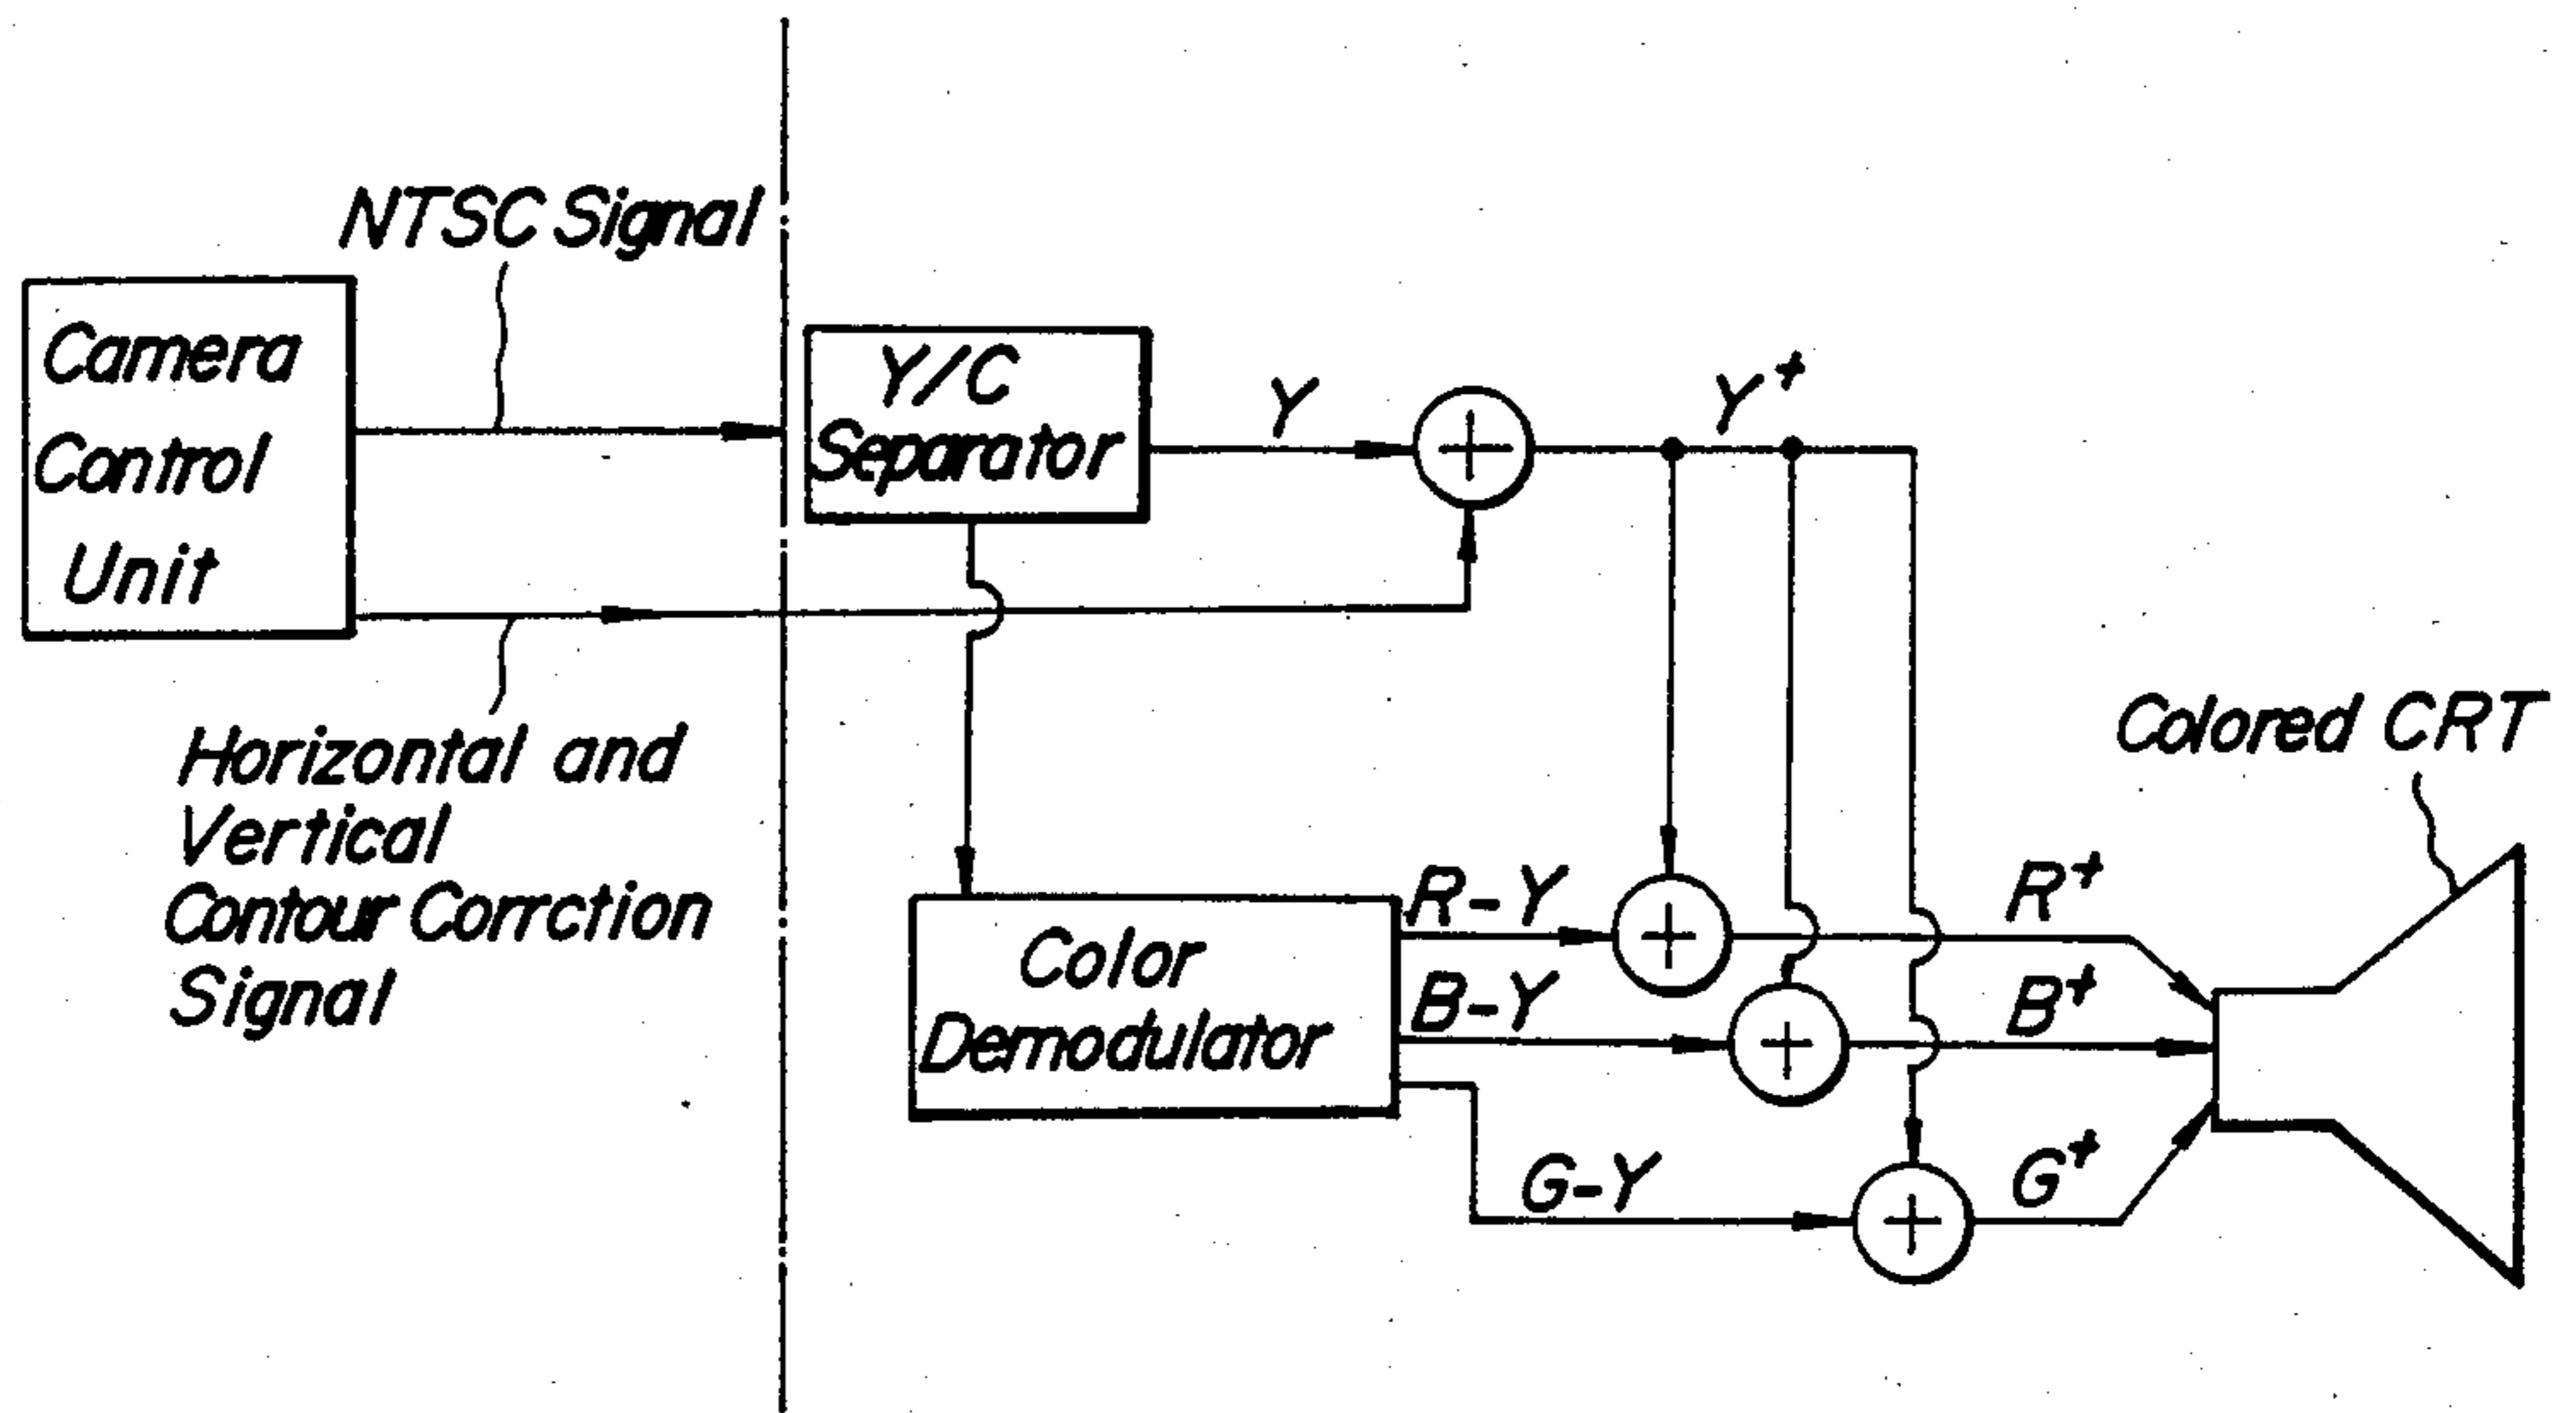 NTSC Signal
Camera
Control
Unit
Y/C
Separator
Y
Y⁺
Horizontal and
Vertical
Contour Corrction
Signal
Colored CRT
Color
Demodulator
R-Y
R⁺
B-Y
B⁺
G-Y
G⁺